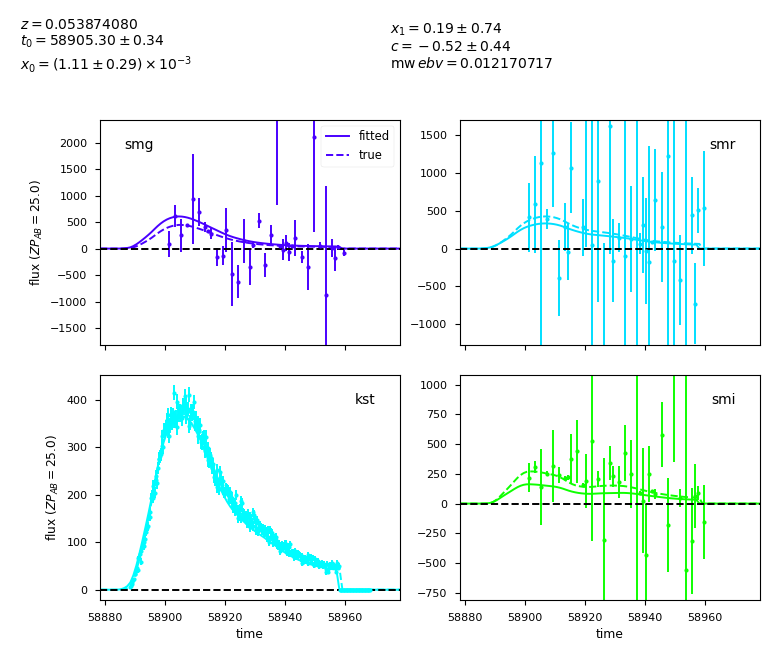 z = 0.053874080
t₀ = 58905.30 ± 0.34
x₀ = (1.11 ± 0.29) × 10⁻³
x₁ = 0.19 ± 0.74
c = −0.52 ± 0.44
mw ebv = 0.012170717
smg
fitted
true
2000
1500
1000
500
0
−500
−1000
−1500
flux (ZP_AB = 25.0)
smr
1500
1000
500
0
−500
−1000
kst
400
300
200
100
0
flux (ZP_AB = 25.0)
58880 58900 58920 58940 58960
time
smi
1000
750
500
250
0
−250
−500
−750
58880 58900 58920 58940 58960
time